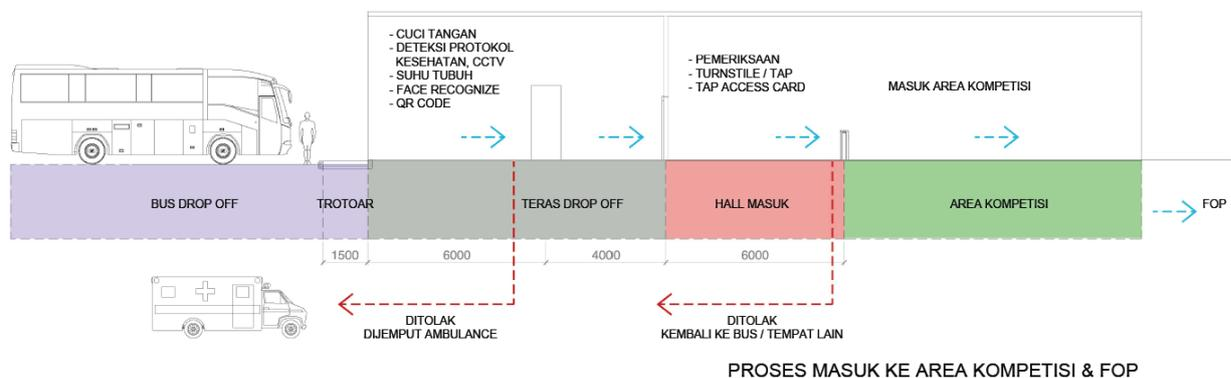 - CUCI TANGAN
- DETEKSI PROTOKOL
KESEHATAN, CCTV
- SUHU TUBUH
- FACE RECOGNIZE
- QR CODE
- PEMERIKSAAN
- TURNSTILE / TAP
- TAP ACCESS CARD
MASUK AREA KOMPETISI
BUS DROP OFF
TROTOAR
TERAS DROP OFF
HALL MASUK
AREA KOMPETISI
FOP
1500
6000
4000
6000
DITOLAK
DIJEMPUT AMBULANCE
DITOLAK
KEMBALI KE BUS / TEMPAT LAIN
PROSES MASUK KE AREA KOMPETISI & FOP